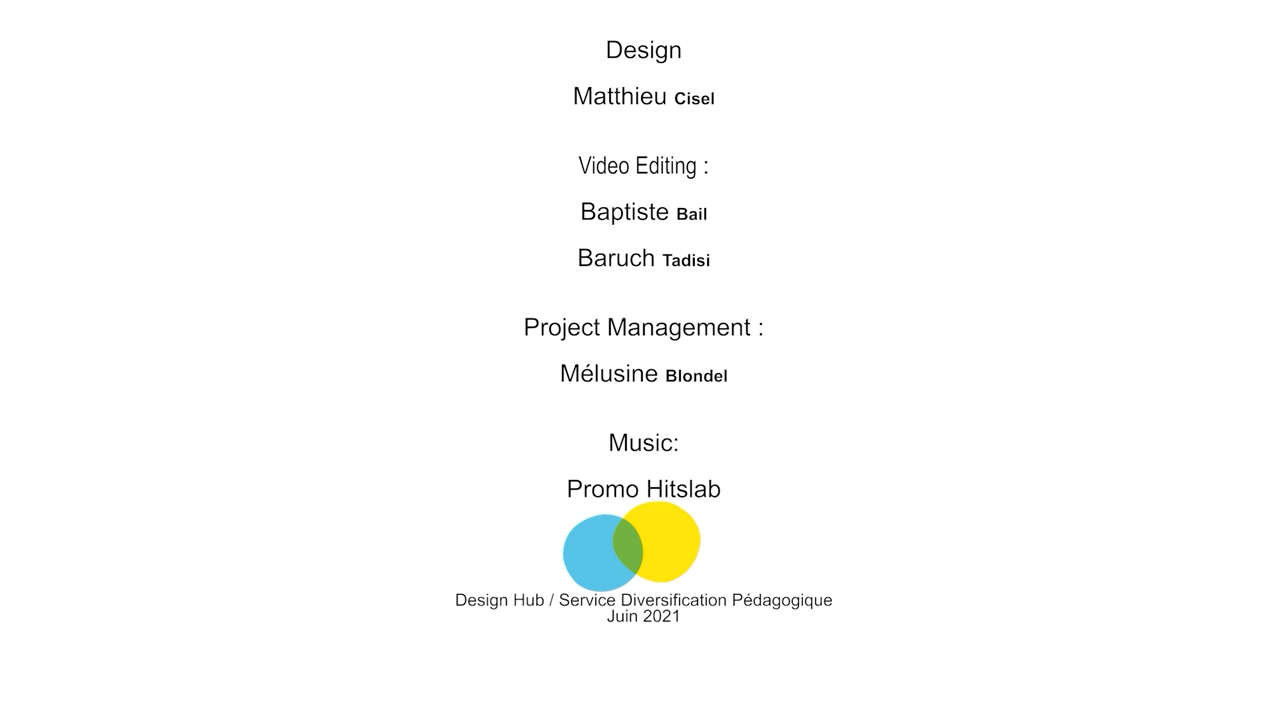 Design
Matthieu Cisel
Video Editing :
Baptiste Bail
Baruch Tadisi
Project Management :
Mélusine Blondel
Music:
Promo Hitslab
Design Hub / Service Diversification Pédagogique
Juin 2021